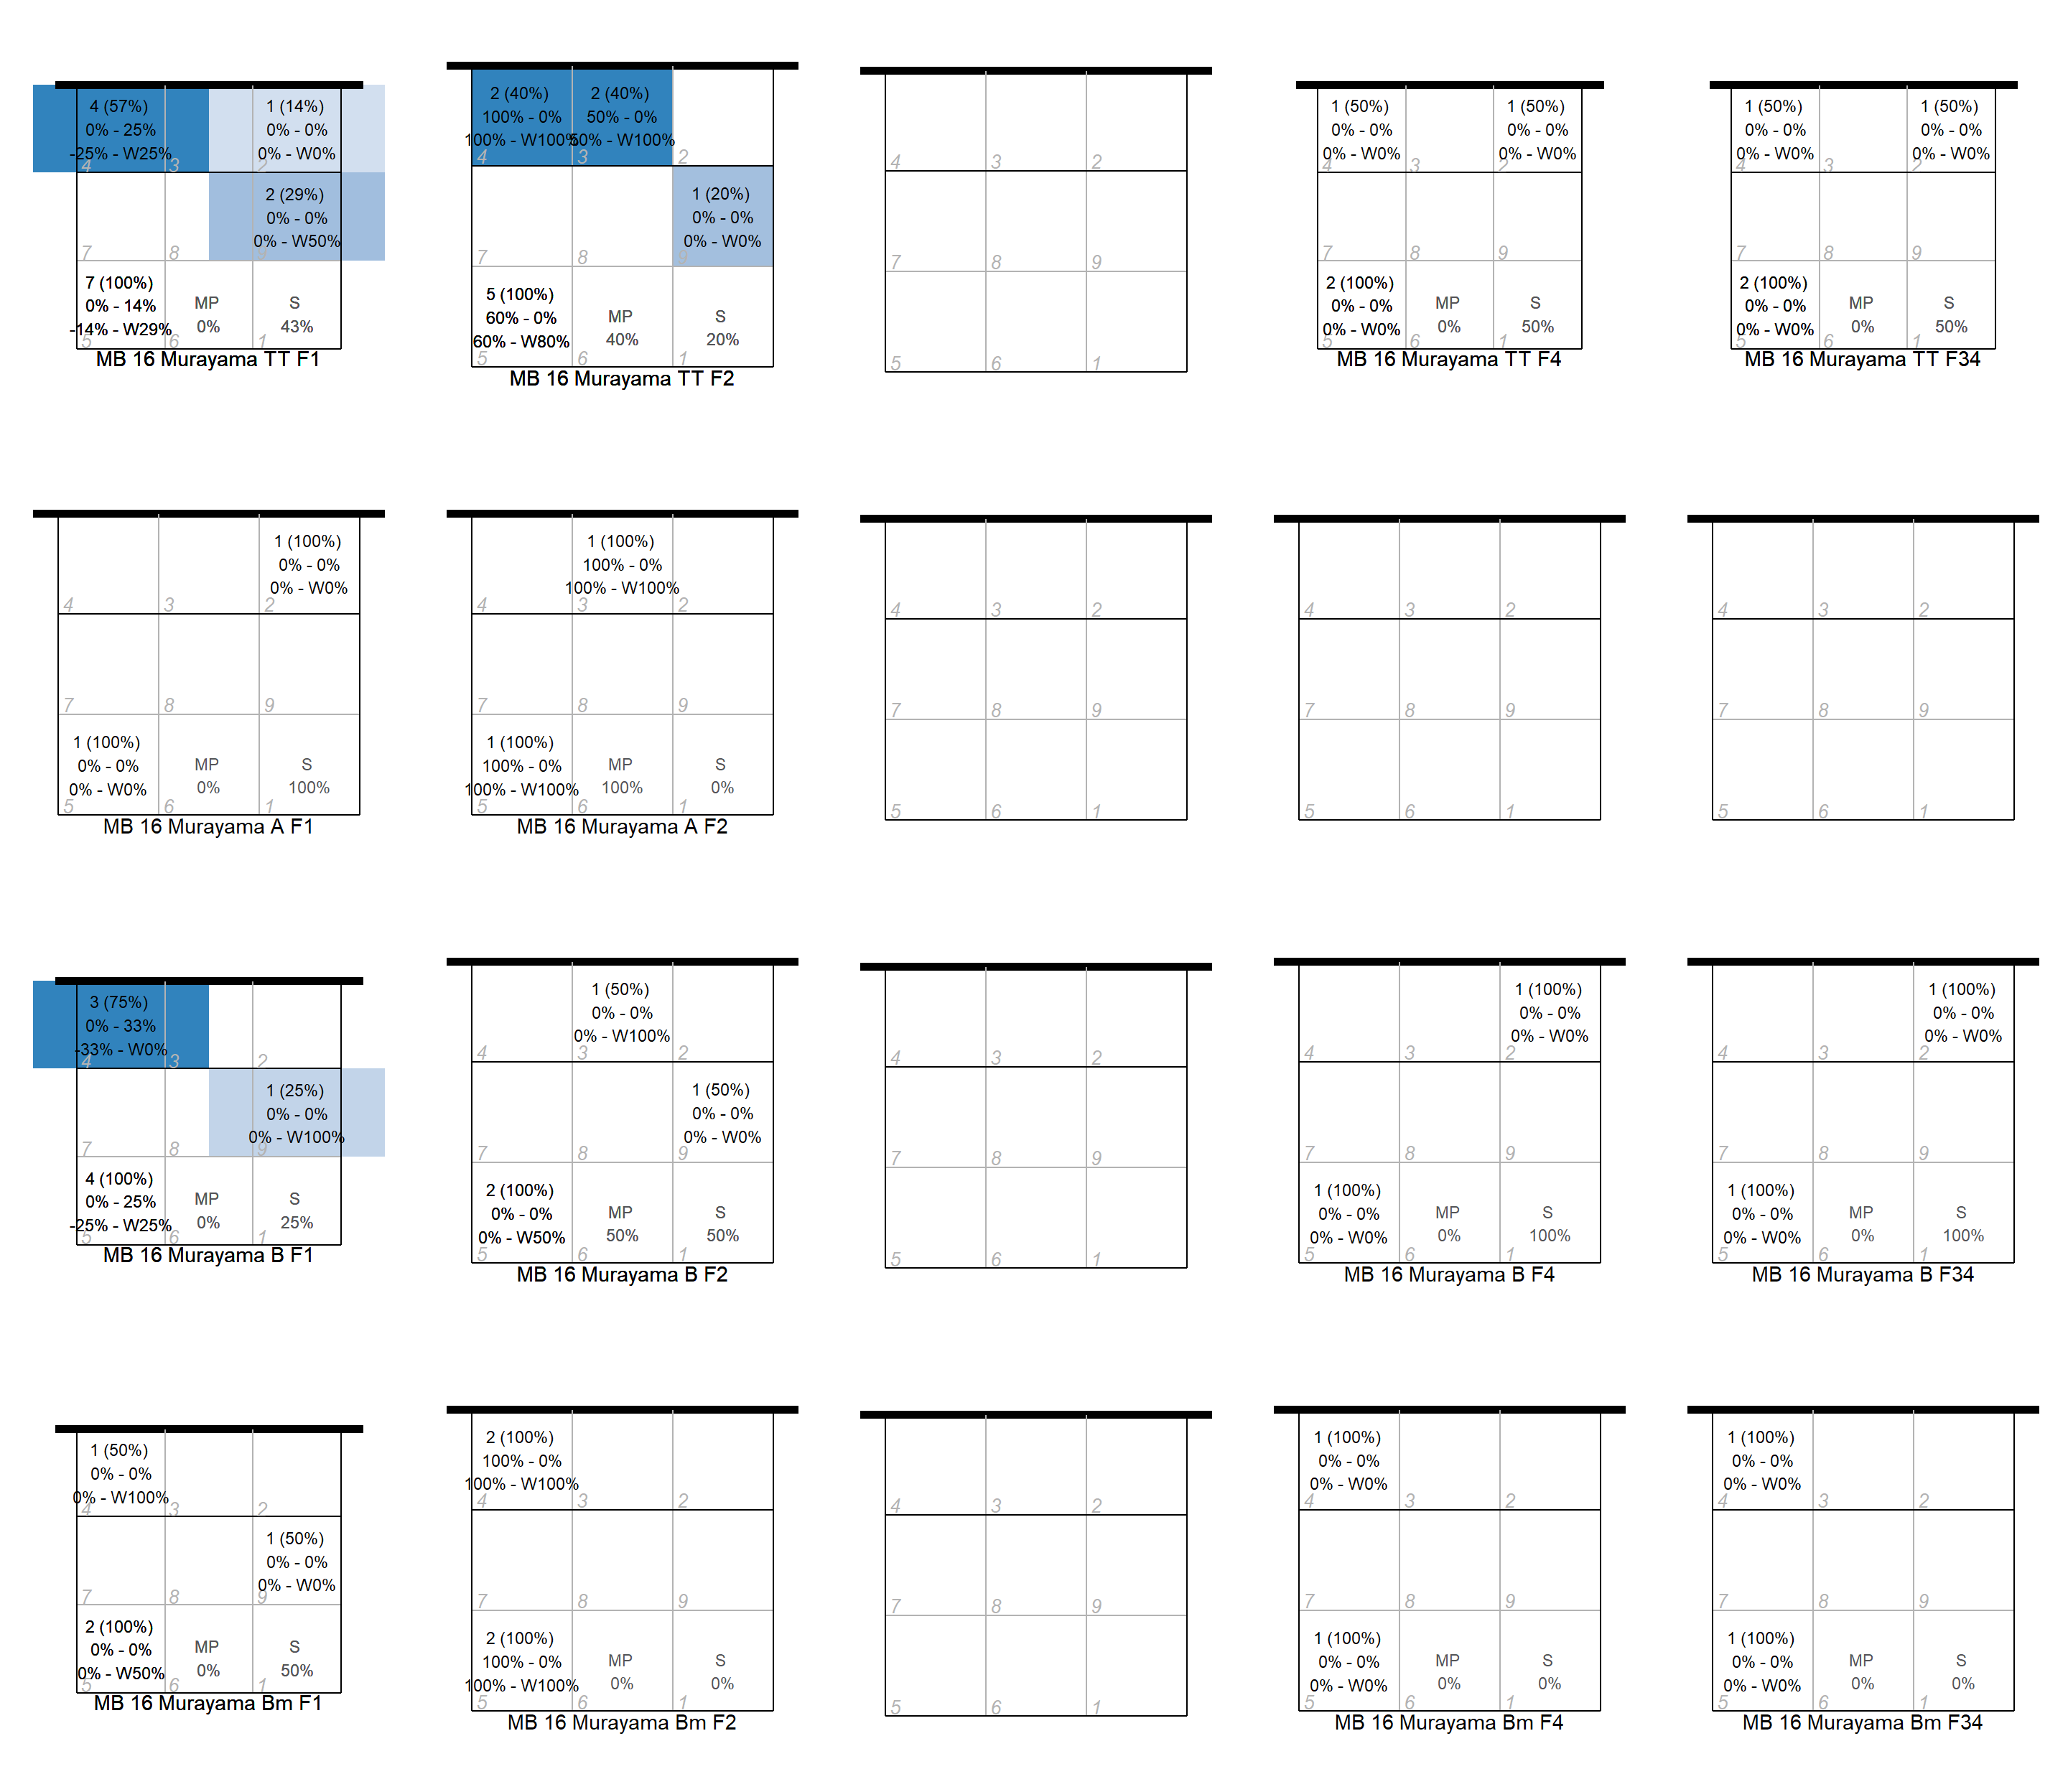 4 (57%)
0% - 25%
-25% - W25%
1 (14%)
0% - 0%
0% - W0%
4
3
2
2 (29%)
0% - 0%
0% - W50%
7
8
9
7 (100%)
0% - 14%
-14% - W29%
MP
0%
S
43%
5
6
1
MB 16 Murayama TT F1
2 (40%)
100% - 0%
100% - W100%
2 (40%)
50% - 0%
50% - W100%
4
3
2
1 (20%)
0% - 0%
0% - W0%
7
8
9
5 (100%)
60% - 0%
60% - W80%
MP
40%
S
20%
5
6
1
MB 16 Murayama TT F2
4
3
2
7
8
9
5
6
1
1 (50%)
0% - 0%
0% - W0%
1 (50%)
0% - 0%
0% - W0%
4
3
2
7
8
9
2 (100%)
0% - 0%
0% - W0%
MP
0%
S
50%
5
6
1
MB 16 Murayama TT F4
1 (50%)
0% - 0%
0% - W0%
1 (50%)
0% - 0%
0% - W0%
4
3
2
7
8
9
2 (100%)
0% - 0%
0% - W0%
MP
0%
S
50%
5
6
1
MB 16 Murayama TT F34
1 (100%)
0% - 0%
0% - W0%
4
3
2
7
8
9
1 (100%)
0% - 0%
0% - W0%
MP
0%
S
100%
5
6
1
MB 16 Murayama A F1
1 (100%)
100% - 0%
100% - W100%
4
3
2
7
8
9
1 (100%)
100% - 0%
100% - W100%
MP
100%
S
0%
5
6
1
MB 16 Murayama A F2
4
3
2
7
8
9
5
6
1
4
3
2
7
8
9
5
6
1
4
3
2
7
8
9
5
6
1
3 (75%)
0% - 33%
-33% - W0%
4
3
2
1 (25%)
0% - 0%
0% - W100%
7
8
9
4 (100%)
0% - 25%
-25% - W25%
MP
0%
S
25%
5
6
1
MB 16 Murayama B F1
1 (50%)
0% - 0%
0% - W100%
4
3
2
1 (50%)
0% - 0%
0% - W0%
7
8
9
2 (100%)
0% - 0%
0% - W50%
MP
50%
S
50%
5
6
1
MB 16 Murayama B F2
4
3
2
7
8
9
5
6
1
1 (100%)
0% - 0%
0% - W0%
4
3
2
7
8
9
1 (100%)
0% - 0%
0% - W0%
MP
0%
S
100%
5
6
1
MB 16 Murayama B F4
1 (100%)
0% - 0%
0% - W0%
4
3
2
7
8
9
1 (100%)
0% - 0%
0% - W0%
MP
0%
S
100%
5
6
1
MB 16 Murayama B F34
1 (50%)
0% - 0%
0% - W100%
4
3
2
1 (50%)
0% - 0%
0% - W0%
7
8
9
2 (100%)
0% - 0%
0% - W50%
MP
0%
S
50%
5
6
1
MB 16 Murayama Bm F1
2 (100%)
100% - 0%
100% - W100%
4
3
2
7
8
9
2 (100%)
100% - 0%
100% - W100%
MP
0%
S
0%
5
6
1
MB 16 Murayama Bm F2
4
3
2
7
8
9
5
6
1
1 (100%)
0% - 0%
0% - W0%
4
3
2
7
8
9
1 (100%)
0% - 0%
0% - W0%
MP
0%
S
0%
5
6
1
MB 16 Murayama Bm F4
1 (100%)
0% - 0%
0% - W0%
4
3
2
7
8
9
1 (100%)
0% - 0%
0% - W0%
MP
0%
S
0%
5
6
1
MB 16 Murayama Bm F34